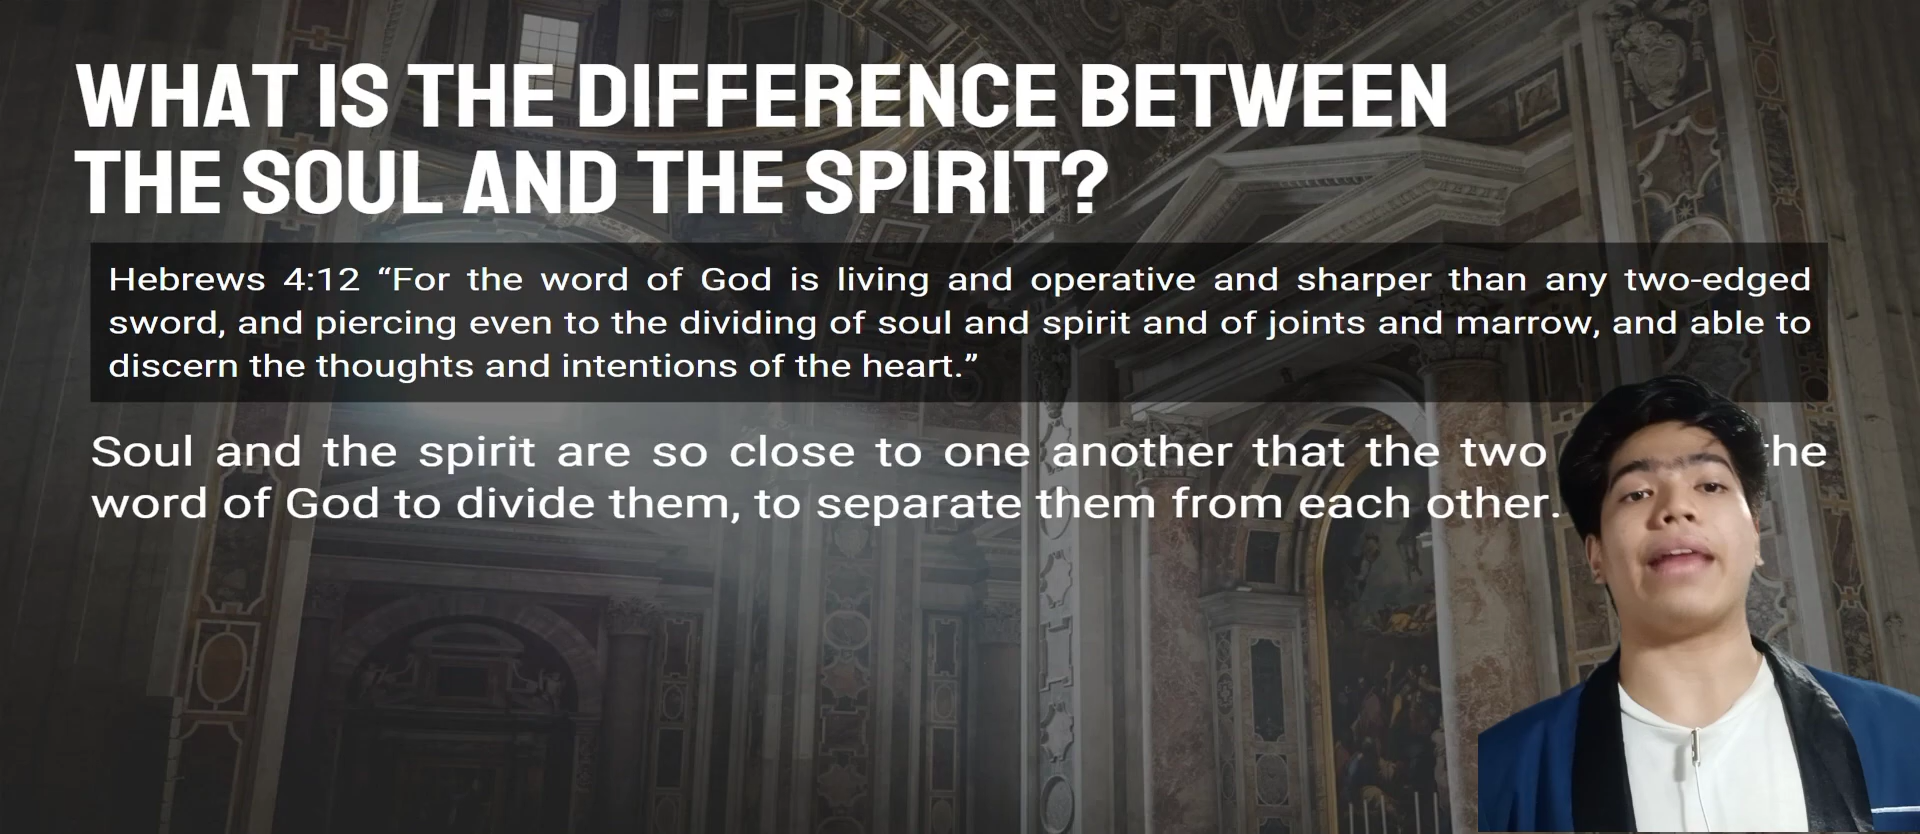 WHAT IS THE DIFFERENCE BETWEEN
THE SOUL AND THE SPIRIT?
Hebrews 4:12 “For the word of God is living and operative and sharper than any two-edged
sword, and piercing even to the dividing of soul and spirit and of joints and marrow, and able to
discern the thoughts and intentions of the heart.”
Soul and the spirit are so close to one another that the two
word of God to divide them, to separate them from each other.